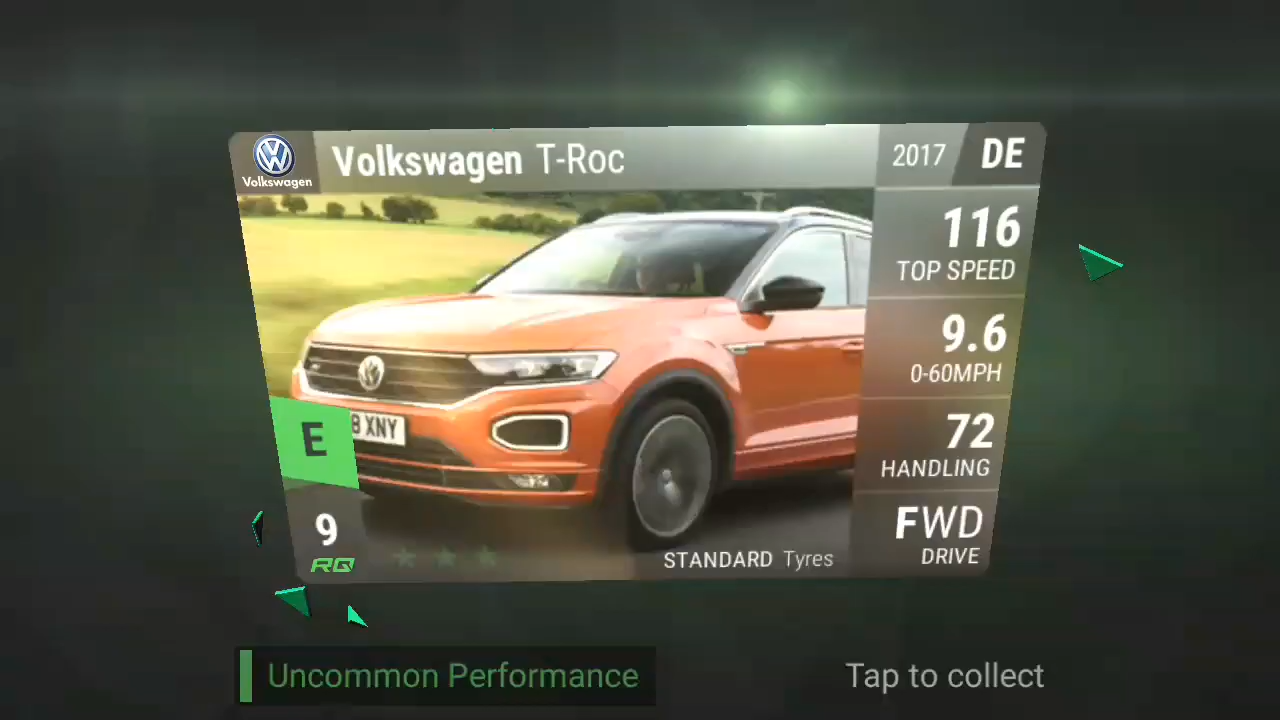 Volkswagen
Volkswagen T-Roc
2017 DE
116
TOP SPEED
9.6
0-60MPH
72
HANDLING
FWD
DRIVE
8 XNY
E
9
RQ
STANDARD Tyres
Uncommon Performance
Tap to collect